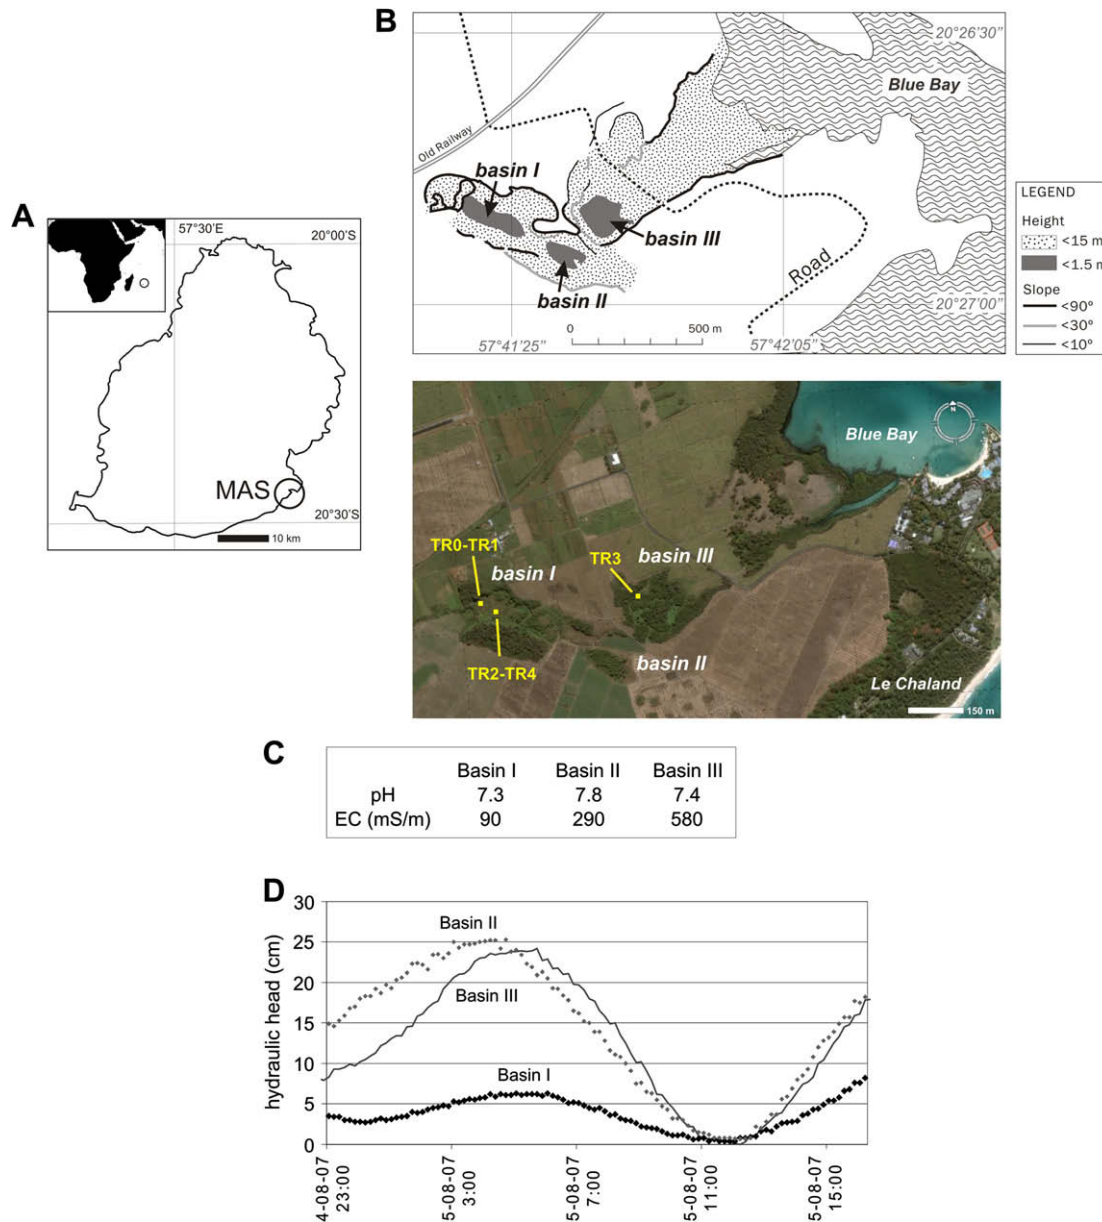 A
57°30'E
20°00'S
MAS
20°30'S
10 km
B
20°26'30"
Blue Bay
Old Railway
basin I
basin III
basin II
Road
20°27'00"
0 500 m
57°41'25"
57°42'05"
LEGEND
Height
<15 m
<1.5 m
Slope
<90º
<30º
<10º
N
Blue Bay
TR0-TR1
basin I
TR3
basin III
TR2-TR4
basin II
Le Chaland
150 m
C
Basin I Basin II Basin III
pH 7.3 7.8 7.4
EC (mS/m) 90 290 580
D
hydraulic head (cm)
30
25
20
15
10
5
0
Basin II
Basin III
Basin I
4-08-07
23:00
5-08-07
3:00
5-08-07
7:00
5-08-07
11:00
5-08-07
15:00